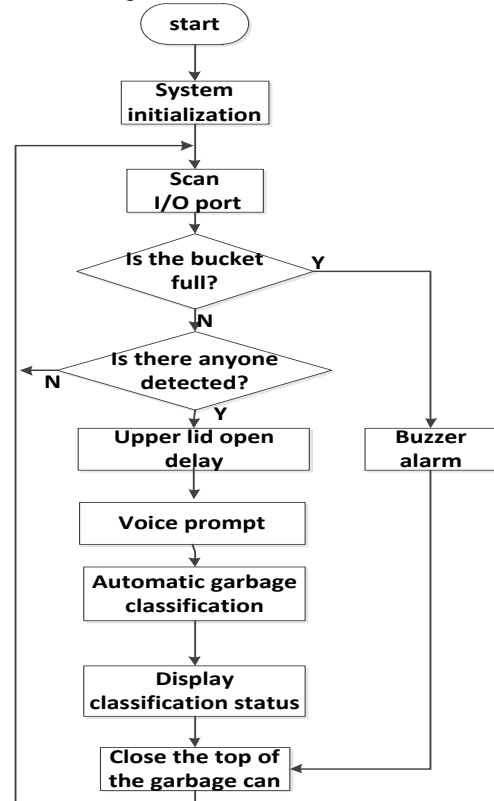 start
System
initialization
Scan
I/O port
Is the bucket
full?
Y
N
Is there anyone
detected?
N
Y
Upper lid open
delay
Buzzer
alarm
Voice prompt
Automatic garbage
classification
Display
classification status
Close the top of
the garbage can